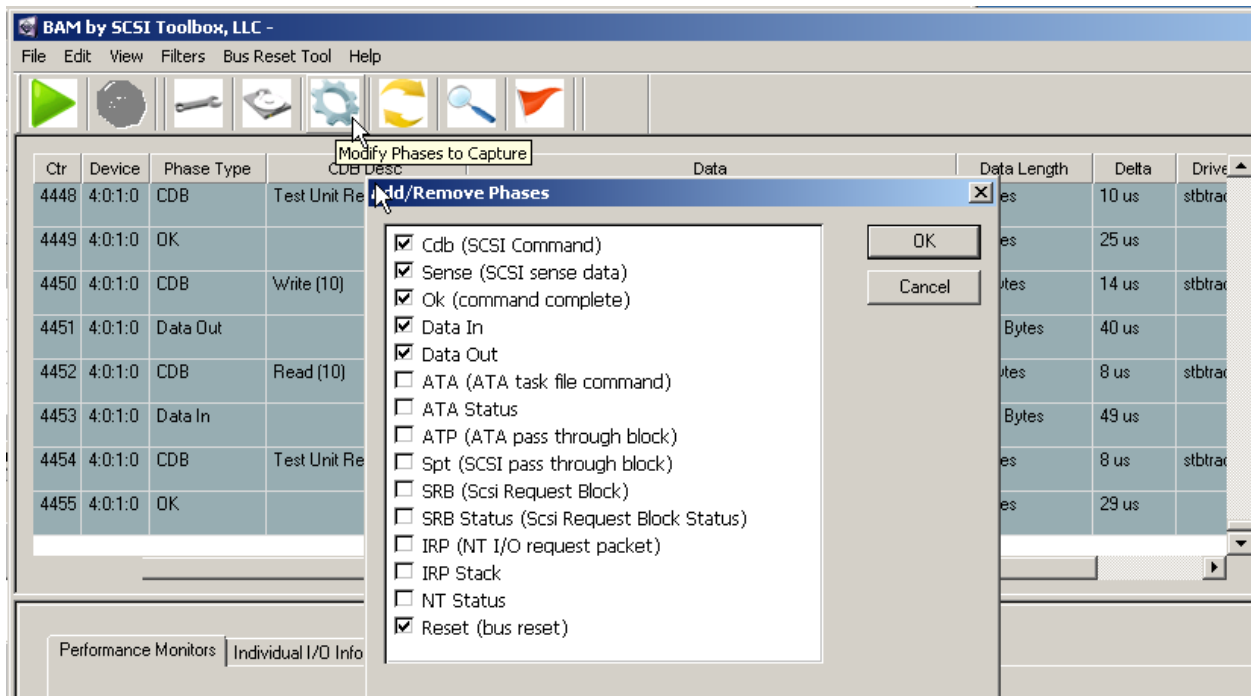 BAM by SCSI Toolbox, LLC -
File Edit View Filters Bus Reset Tool Help
Modify Phases to Capture
Ctr Device Phase Type CDB Desc Data Data Length Delta Drive
4448 4:0:1:0 CDB Test Unit Re 10 us
4449 4:0:1:0 OK 25 us
4450 4:0:1:0 CDB Write (10) 14 us
4451 4:0:1:0 Data Out Bytes 40 us
4452 4:0:1:0 CDB Read (10) 8 us
4453 4:0:1:0 Data In Bytes 49 us
4454 4:0:1:0 CDB Test Unit Re 8 us
4455 4:0:1:0 OK 29 us
Add/Remove Phases
Cdb (SCSI Command)
Sense (SCSI sense data)
Ok (command complete)
Data In
Data Out
ATA (ATA task file command)
ATA Status
ATP (ATA pass through block)
Spt (SCSI pass through block)
SRB (Scsi Request Block)
SRB Status (Scsi Request Block Status)
IRP (NT I/O request packet)
IRP Stack
NT Status
Reset (bus reset)
OK
Cancel
Performance Monitors Individual I/O Info